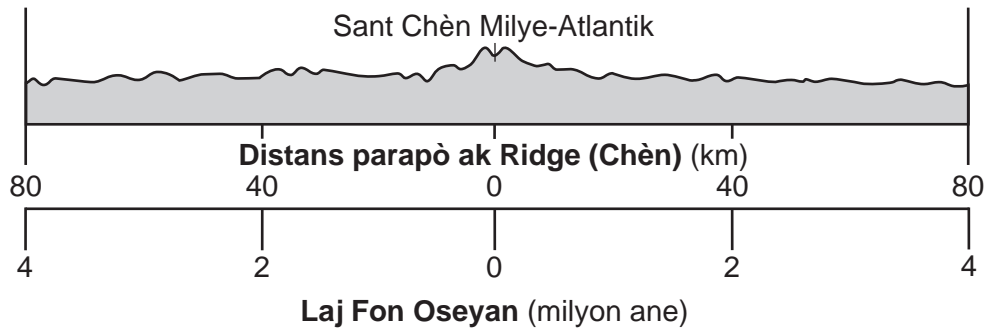 Sant Chèn Milye-Atlantik
Distans parapò ak Ridge (Chèn) (km)
80 40 0 40 80
4 2 0 2 4
Laj Fon Oseyan (milyon ane)